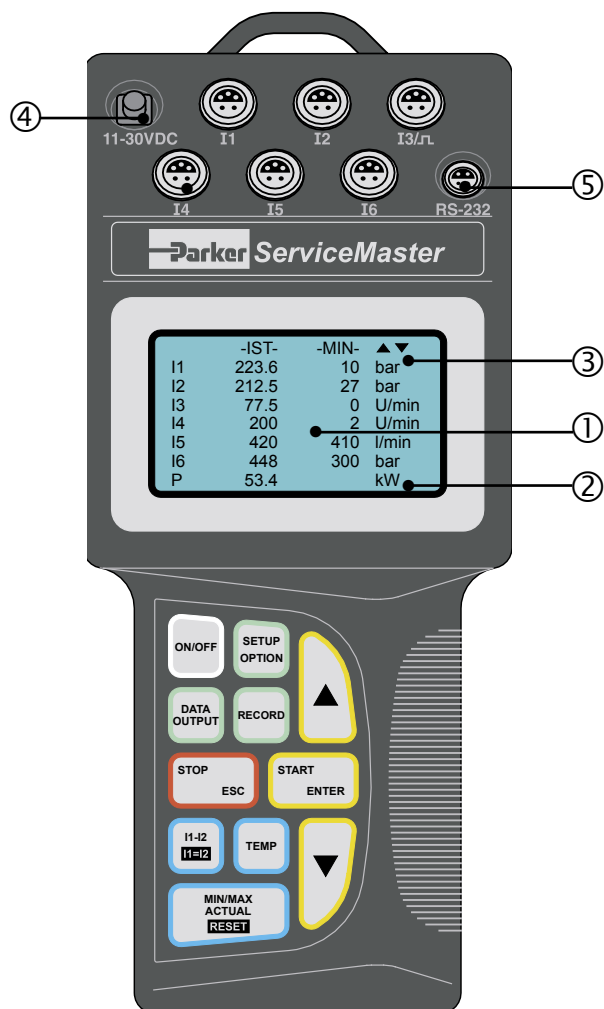 I1 I2 I3/⎍
④ 11-30VDC
⑤
I4 I5 I6 RS-232
Parker ServiceMaster
-IST- -MIN- ▲ ▼
③
I1 223.6 10 bar
I2 212.5 27 bar
I3 77.5 0 U/min
I4 200 2 U/min
①
I5 420 410 l/min
I6 448 300 bar
P 53.4 kW
②
ON/OFF
SETUP
OPTION
▲
DATA
OUTPUT
RECORD
STOP
ESC
START
ENTER
I1-I2
I1=I2
TEMP
▼
MIN/MAX
ACTUAL
RESET